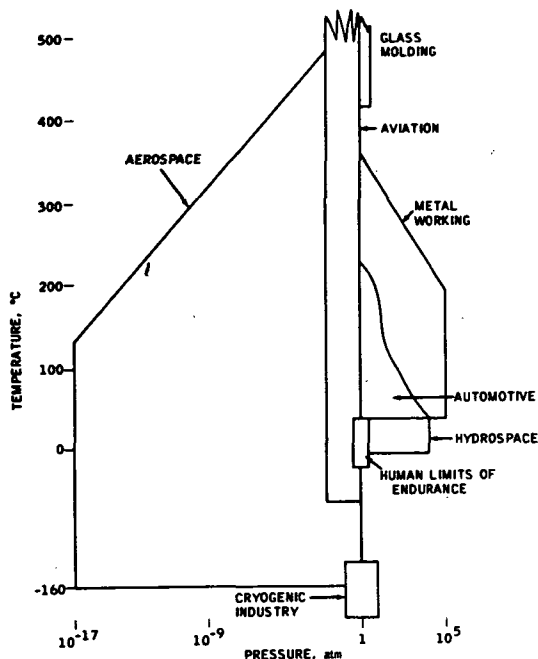 500
400
300
200
100
0
-160
TEMPERATURE, °C
GLASS
MOLDING
AVIATION
AEROSPACE
METAL
WORKING
AUTOMOTIVE
HYDROSPACE
HUMAN LIMITS OF
ENDURANCE
CRYOGENIC
INDUSTRY
10-17
10-9
1
105
PRESSURE, atm